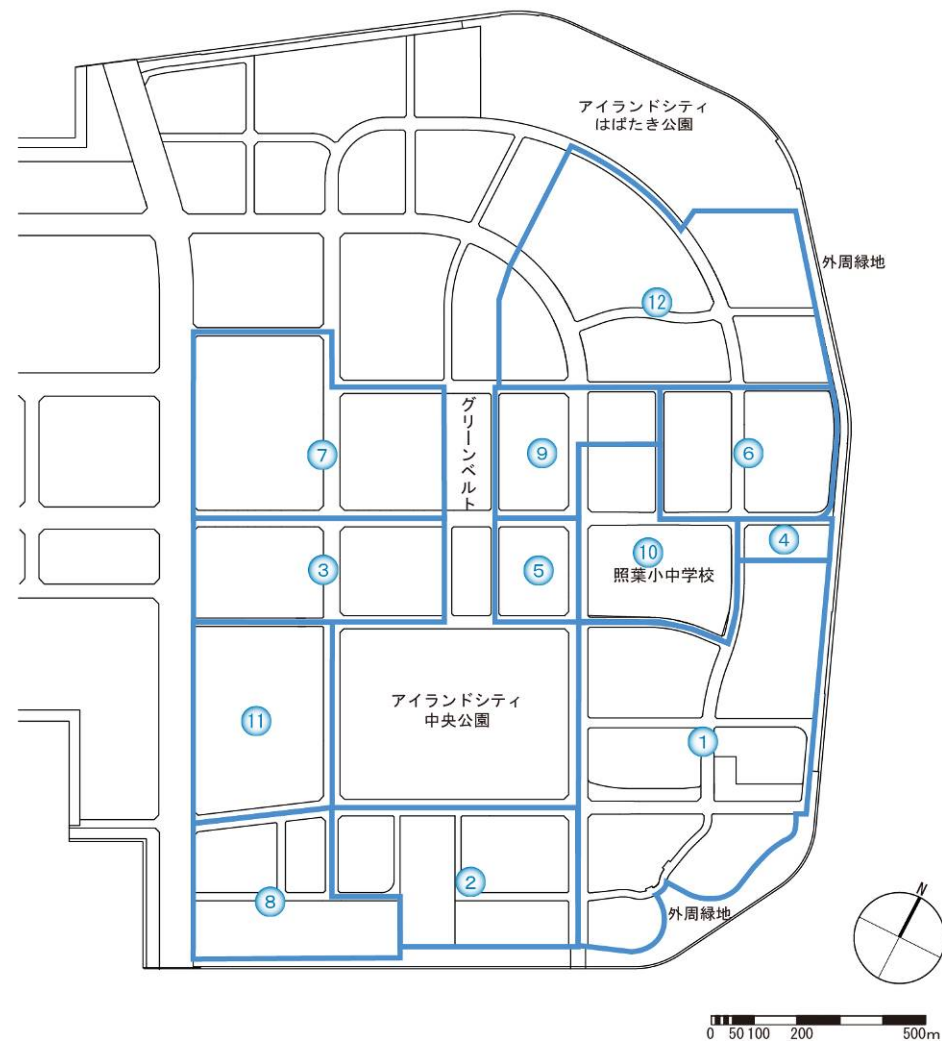 アイランドシティ
はばたき公園
外周緑地
⑫
グリーンベルト
⑦
⑨
⑥
③
⑤
⑩
照葉小中学校
④
アイランドシティ
中央公園
⑪
①
⑧
②
外周緑地
N
0 50 100 200 500m